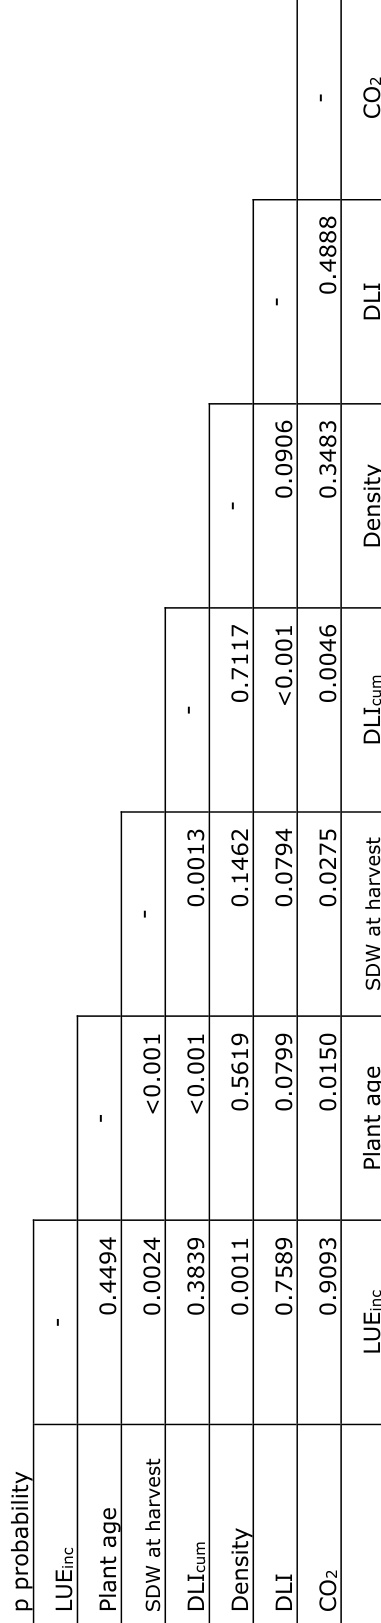 p probability
LUEinc -
Plant age 0.4494 -
SDW at harvest 0.0024 <0.001 -
DLIcum 0.3839 <0.001 0.0013 -
Density 0.0011 0.5619 0.1462 0.7117 -
DLI 0.7589 0.0799 0.0794 <0.001 0.0906 -
CO2 0.9093 0.0150 0.0275 0.0046 0.3483 0.4888 -
LUEinc Plant age SDW at harvest DLIcum Density DLI CO2